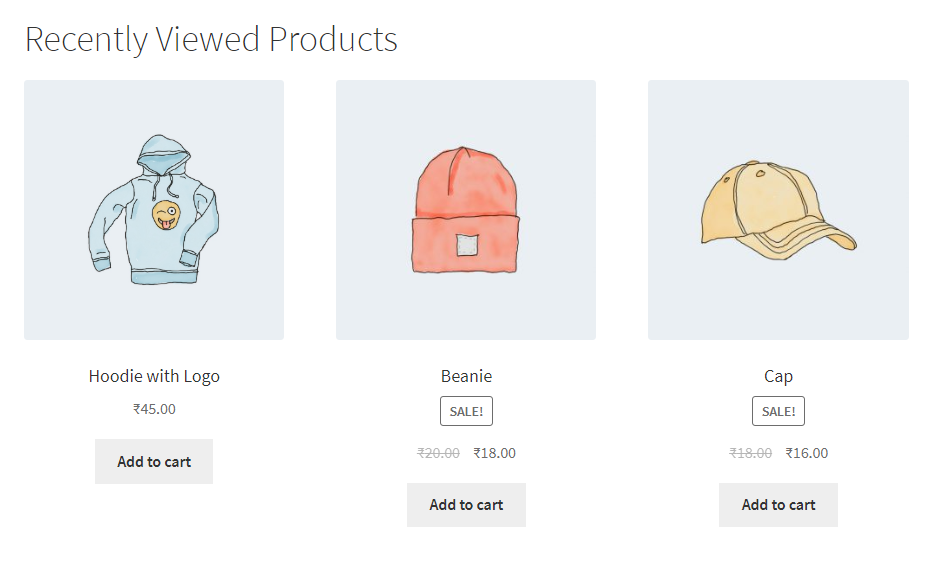 Recently Viewed Products
Hoodie with Logo
₹45.00
Add to cart
Beanie
SALE!
₹20.00 ₹18.00
Add to cart
Cap
SALE!
₹18.00 ₹16.00
Add to cart